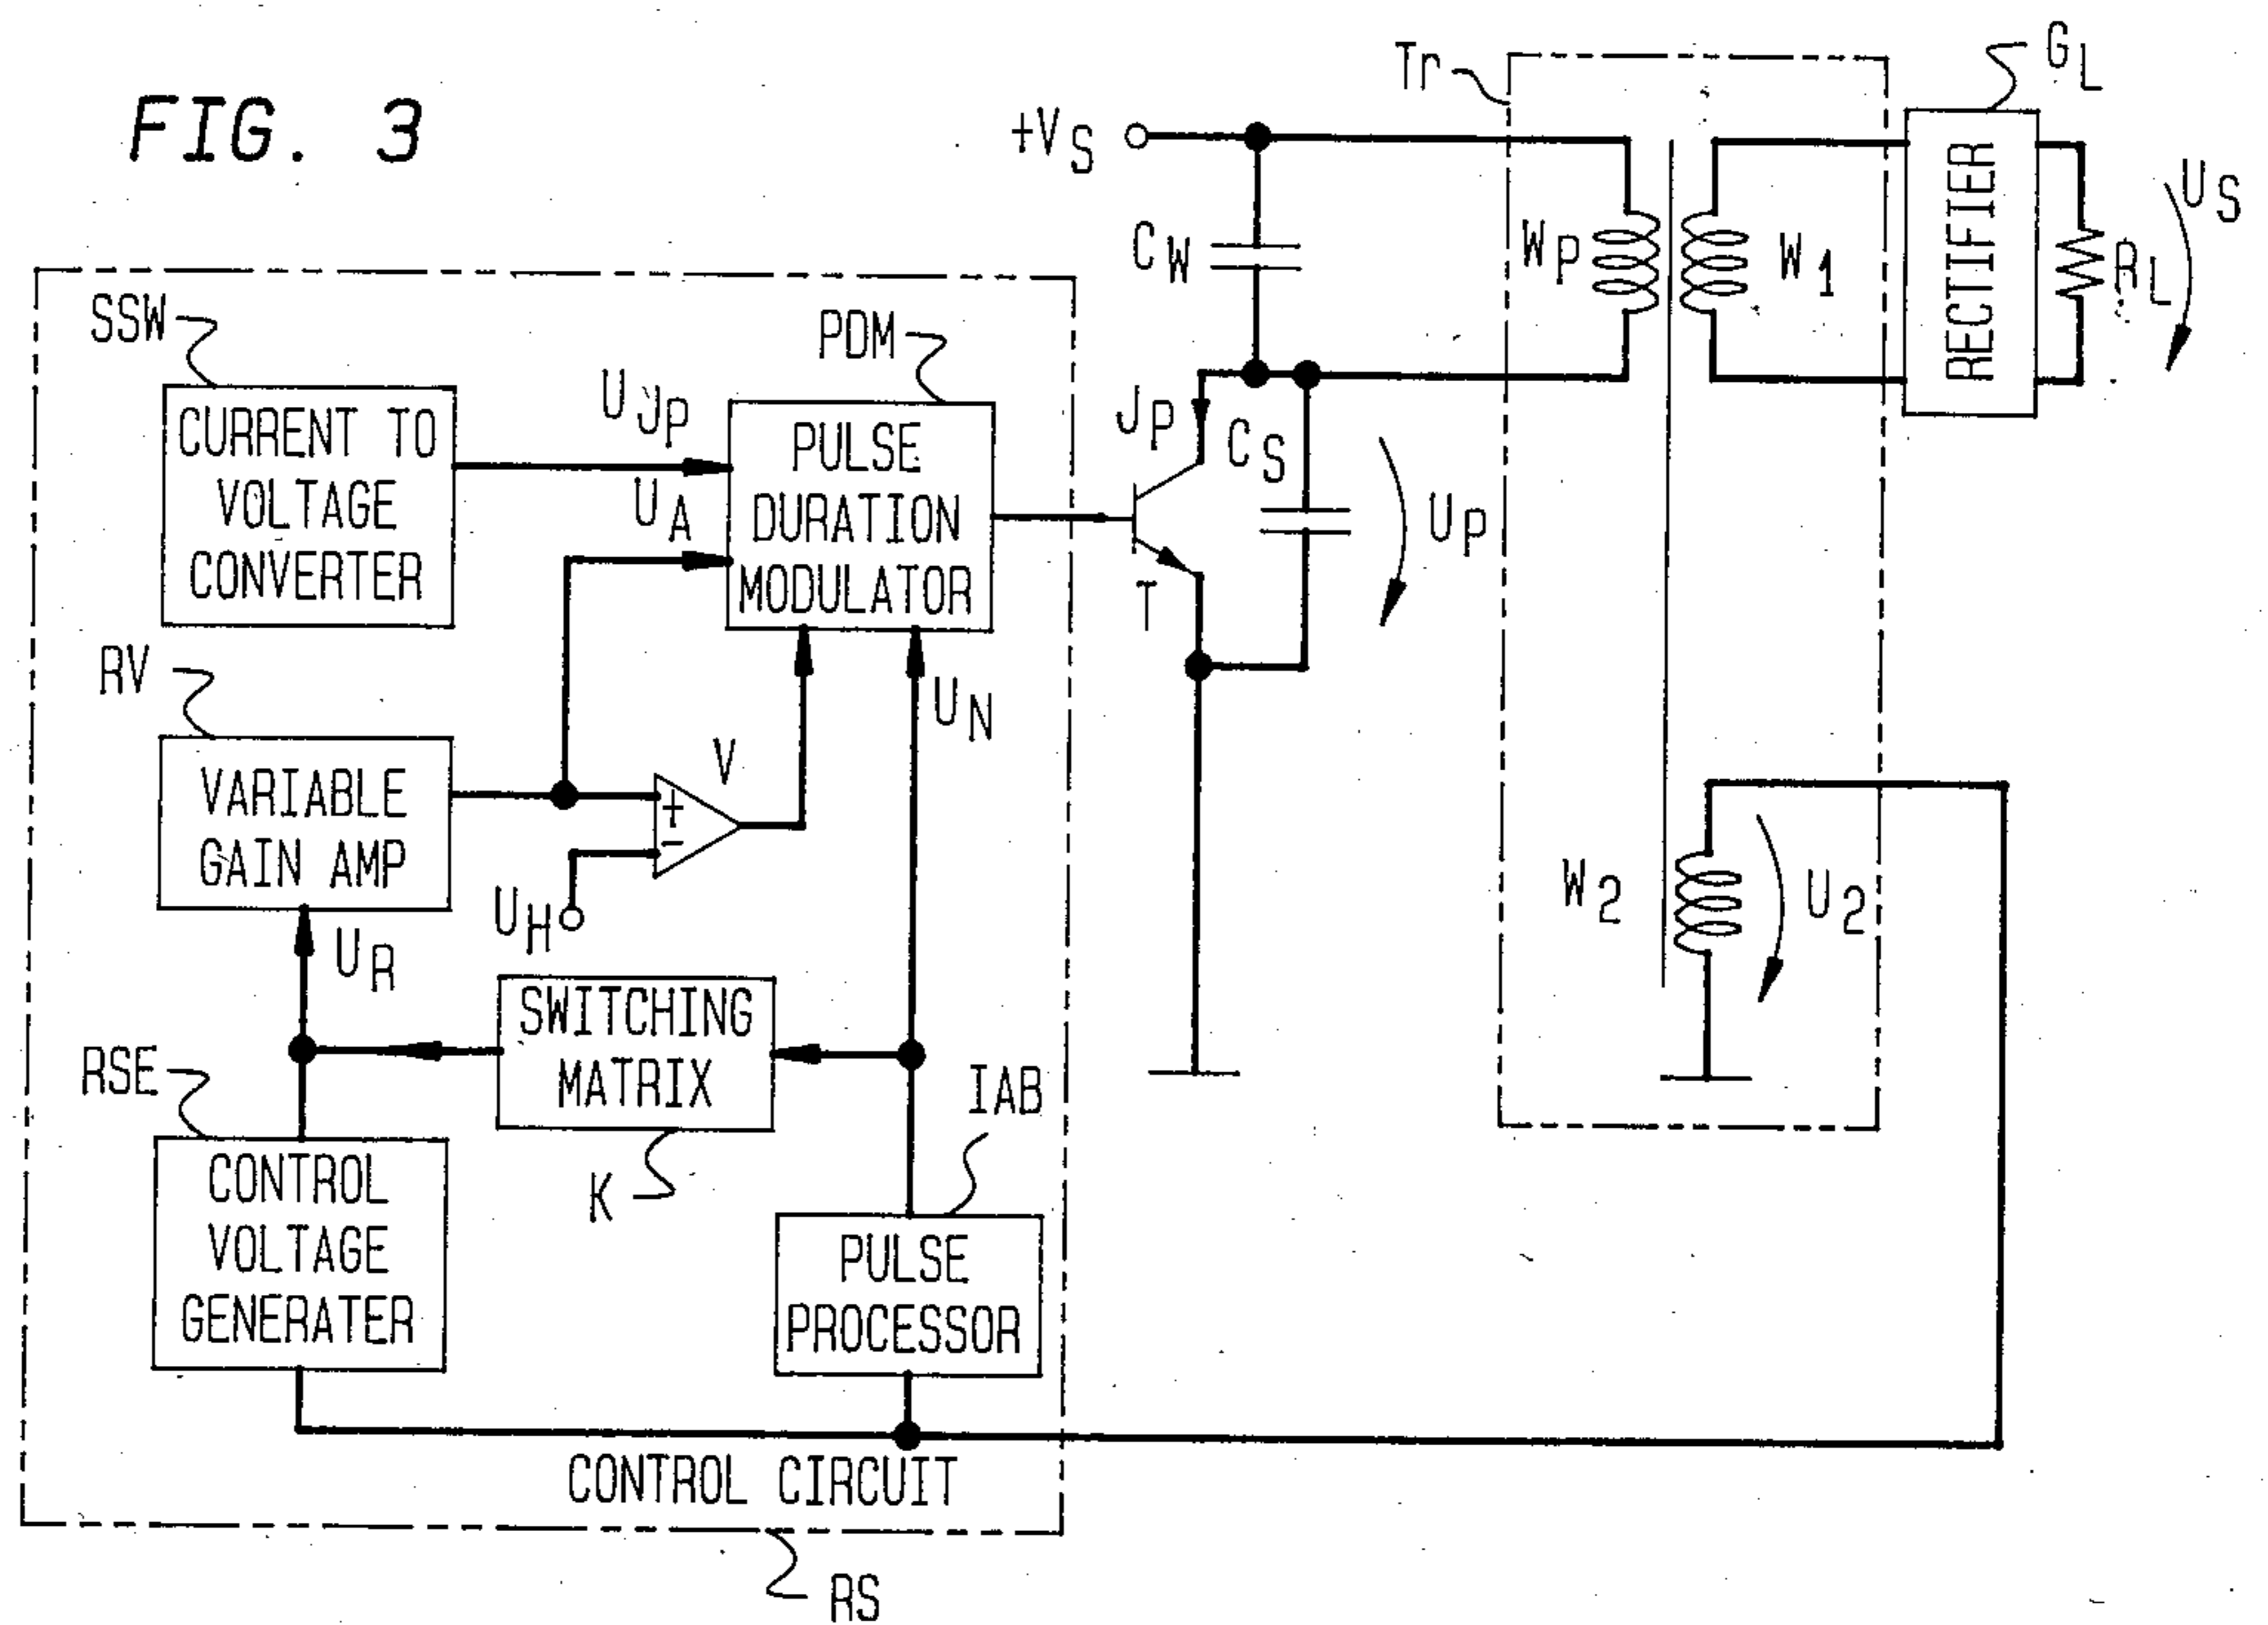 FIG. 3
+VS
Tr
GL
CW
WP
W1
RECTIFIER
RL
US
SSW
CURRENT TO
VOLTAGE
CONVERTER
UJP
UA
PDM
PULSE
DURATION
MODULATOR
JP
CS
UP
T
RV
VARIABLE
GAIN AMP
V
+
-
UH
UN
UR
W2
U2
RSE
SWITCHING
MATRIX
K
IAB
CONTROL
VOLTAGE
GENERATER
PULSE
PROCESSOR
CONTROL CIRCUIT
RS